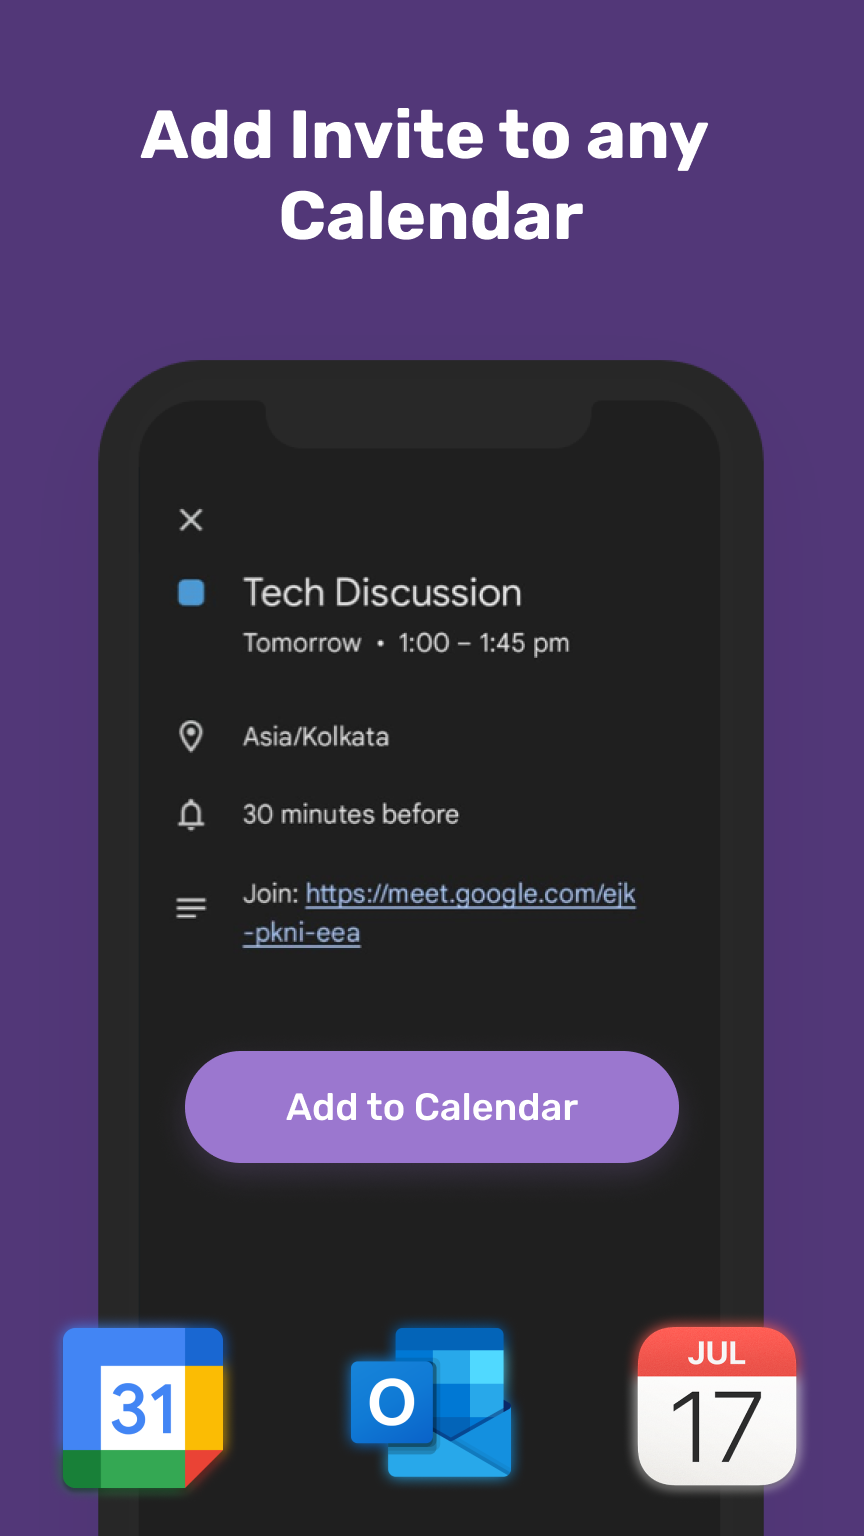 Add Invite to any
Calendar
Tech Discussion
Tomorrow • 1:00 – 1:45 pm
Asia/Kolkata
30 minutes before
Join: https://meet.google.com/ejk
-pkni-eea
Add to Calendar
31
O
JUL
17